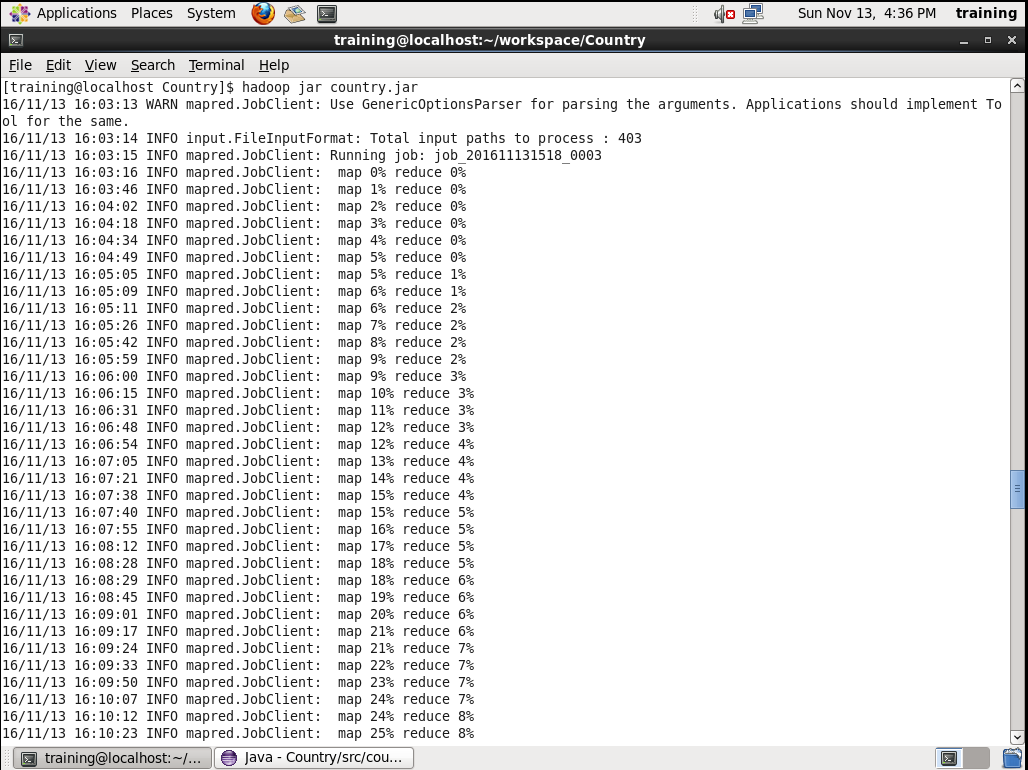 Applications Places System Sun Nov 13, 4:36 PM training
training@localhost:~/workspace/Country
File Edit View Search Terminal Help
[training@localhost Country]$ hadoop jar country.jar
16/11/13 16:03:13 WARN mapred.JobClient: Use GenericOptionsParser for parsing the arguments. Applications should implement To
ol for the same.
16/11/13 16:03:14 INFO input.FileInputFormat: Total input paths to process : 403
16/11/13 16:03:15 INFO mapred.JobClient: Running job: job_201611131518_0003
16/11/13 16:03:16 INFO mapred.JobClient:  map 0% reduce 0%
16/11/13 16:03:46 INFO mapred.JobClient:  map 1% reduce 0%
16/11/13 16:04:02 INFO mapred.JobClient:  map 2% reduce 0%
16/11/13 16:04:18 INFO mapred.JobClient:  map 3% reduce 0%
16/11/13 16:04:34 INFO mapred.JobClient:  map 4% reduce 0%
16/11/13 16:04:49 INFO mapred.JobClient:  map 5% reduce 0%
16/11/13 16:05:05 INFO mapred.JobClient:  map 5% reduce 1%
16/11/13 16:05:09 INFO mapred.JobClient:  map 6% reduce 1%
16/11/13 16:05:11 INFO mapred.JobClient:  map 6% reduce 2%
16/11/13 16:05:26 INFO mapred.JobClient:  map 7% reduce 2%
16/11/13 16:05:42 INFO mapred.JobClient:  map 8% reduce 2%
16/11/13 16:05:59 INFO mapred.JobClient:  map 9% reduce 2%
16/11/13 16:06:00 INFO mapred.JobClient:  map 9% reduce 3%
16/11/13 16:06:15 INFO mapred.JobClient:  map 10% reduce 3%
16/11/13 16:06:31 INFO mapred.JobClient:  map 11% reduce 3%
16/11/13 16:06:48 INFO mapred.JobClient:  map 12% reduce 3%
16/11/13 16:06:54 INFO mapred.JobClient:  map 12% reduce 4%
16/11/13 16:07:05 INFO mapred.JobClient:  map 13% reduce 4%
16/11/13 16:07:21 INFO mapred.JobClient:  map 14% reduce 4%
16/11/13 16:07:38 INFO mapred.JobClient:  map 15% reduce 4%
16/11/13 16:07:40 INFO mapred.JobClient:  map 15% reduce 5%
16/11/13 16:07:55 INFO mapred.JobClient:  map 16% reduce 5%
16/11/13 16:08:12 INFO mapred.JobClient:  map 17% reduce 5%
16/11/13 16:08:28 INFO mapred.JobClient:  map 18% reduce 5%
16/11/13 16:08:29 INFO mapred.JobClient:  map 18% reduce 6%
16/11/13 16:08:45 INFO mapred.JobClient:  map 19% reduce 6%
16/11/13 16:09:01 INFO mapred.JobClient:  map 20% reduce 6%
16/11/13 16:09:17 INFO mapred.JobClient:  map 21% reduce 6%
16/11/13 16:09:24 INFO mapred.JobClient:  map 21% reduce 7%
16/11/13 16:09:33 INFO mapred.JobClient:  map 22% reduce 7%
16/11/13 16:09:50 INFO mapred.JobClient:  map 23% reduce 7%
16/11/13 16:10:07 INFO mapred.JobClient:  map 24% reduce 7%
16/11/13 16:10:12 INFO mapred.JobClient:  map 24% reduce 8%
16/11/13 16:10:23 INFO mapred.JobClient:  map 25% reduce 8%
training@localhost:~/... Java - Country/src/cou...